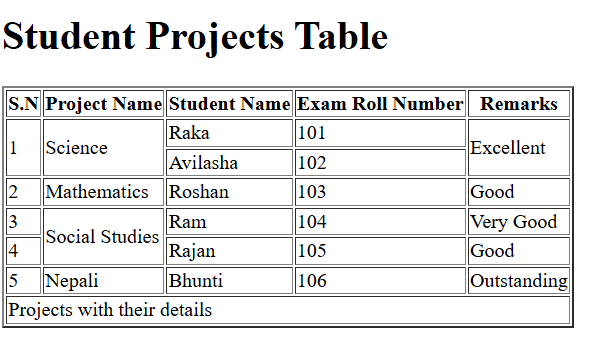 Student Projects Table
S.N Project Name Student Name Exam Roll Number Remarks
1 Science Raka 101 Excellent
Avilasha 102
2 Mathematics Roshan 103 Good
3 Social Studies Ram 104 Very Good
4 Rajan 105 Good
5 Nepali Bhunti 106 Outstanding
Projects with their details